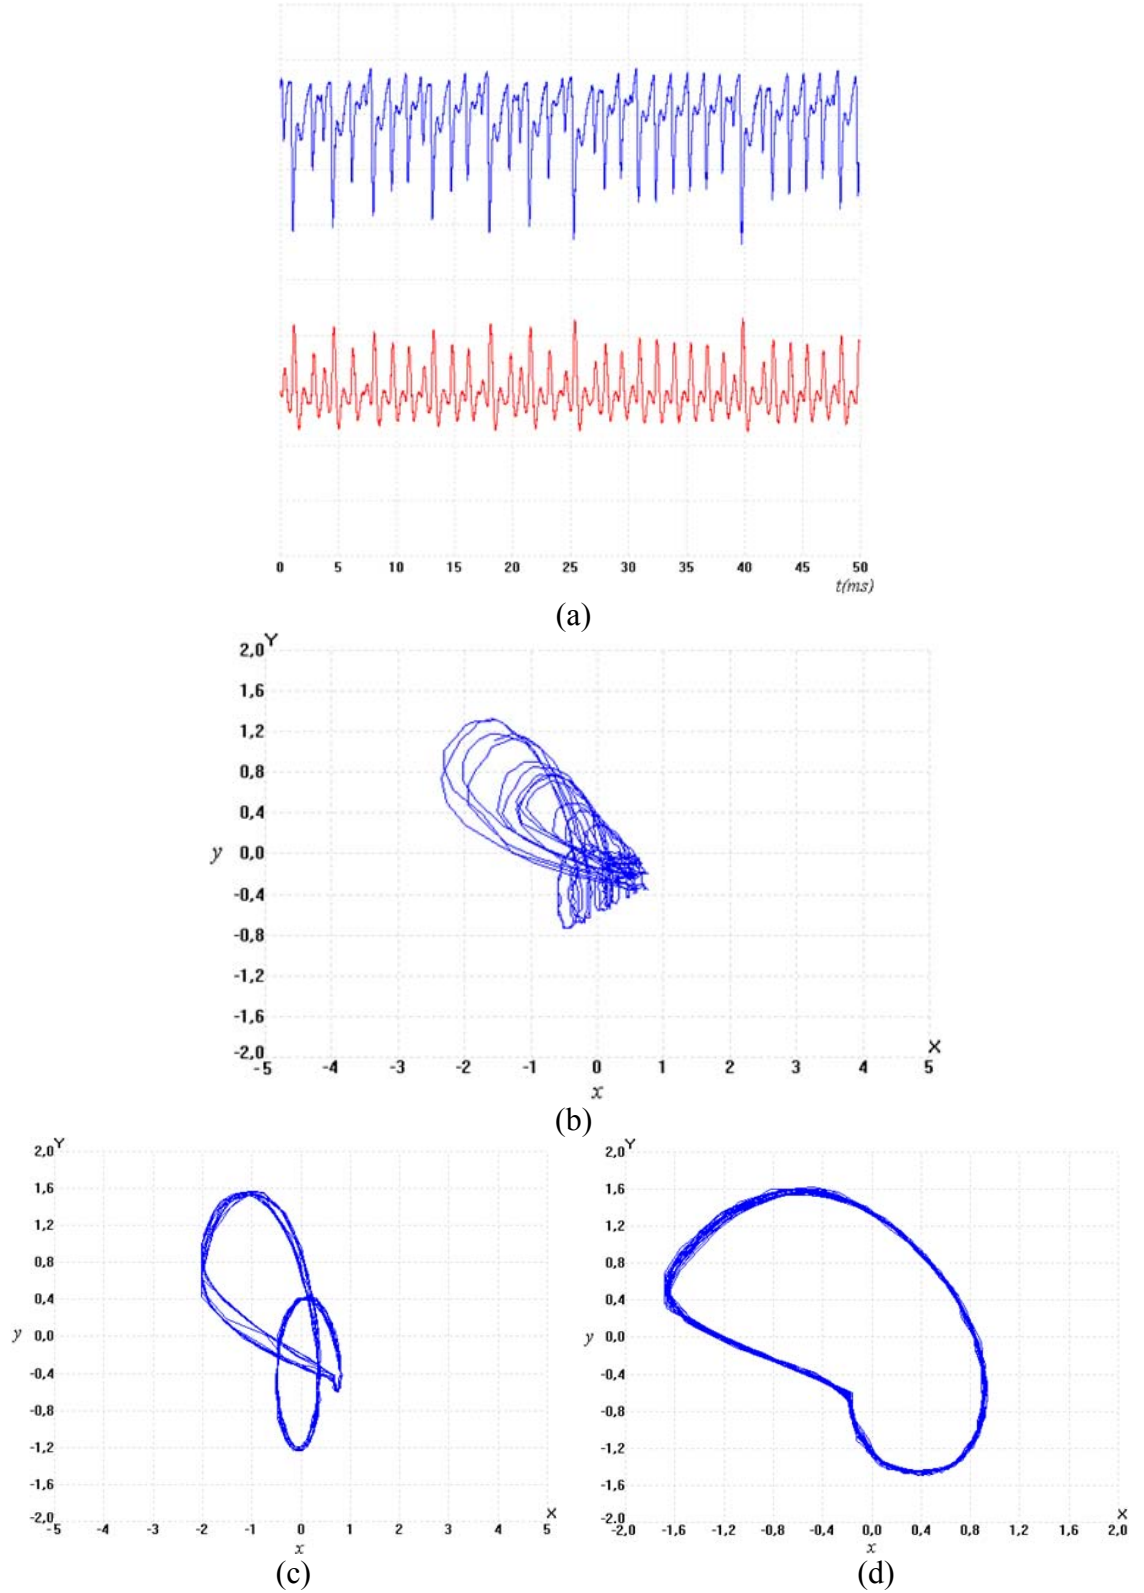 0 5 10 15 20 25 30 35 40 45 50
t(ms)
(a)
Y
2,0
1,6
1,2
0,8
0,4
y 0,0
-0,4
-0,8
-1,2
-1,6
-2,0
X
-5 -4 -3 -2 -1 0 1 2 3 4 5
x
(b)
Y
2,0
1,6
1,2
0,8
0,4
y 0,0
-0,4
-0,8
-1,2
-1,6
-2,0
X
-5 -4 -3 -2 -1 0 1 2 3 4 5
x
(c)
Y
2,0
1,6
1,2
0,8
0,4
y 0,0
-0,4
-0,8
-1,2
-1,6
-2,0
X
-2,0 -1,6 -1,2 -0,8 -0,4 0,0 0,4 0,8 1,2 1,6 2,0
x
(d)